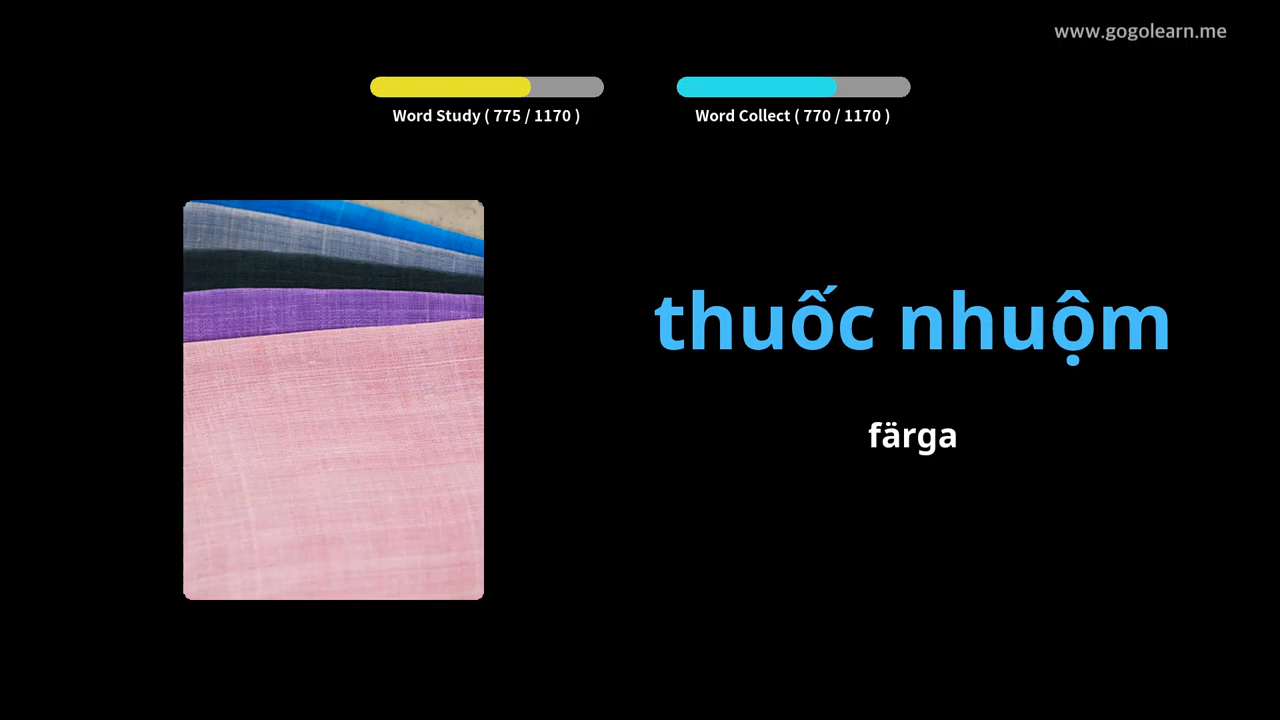 www.gogolearn.me
Word Study ( 775 / 1170 )
Word Collect ( 770 / 1170 )
thuốc nhuộm
färga